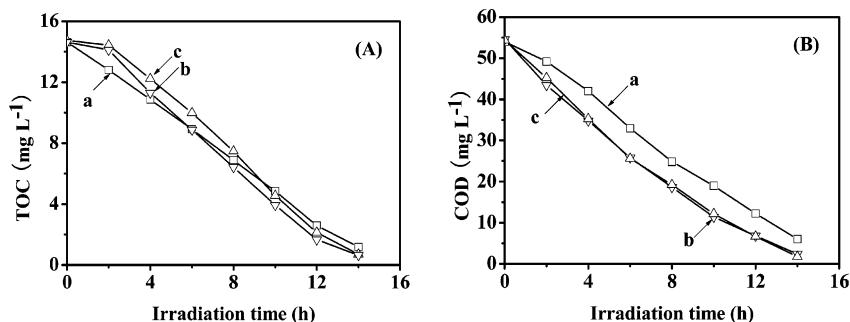 16
12
8
4
0
TOC (mg L-1)
(A)
c
b
a
0 4 8 12 16
Irradiation time (h)
60
50
40
30
20
10
0
COD (mg L-1)
(B)
a
c
b
0 4 8 12 16
Irradiation time (h)